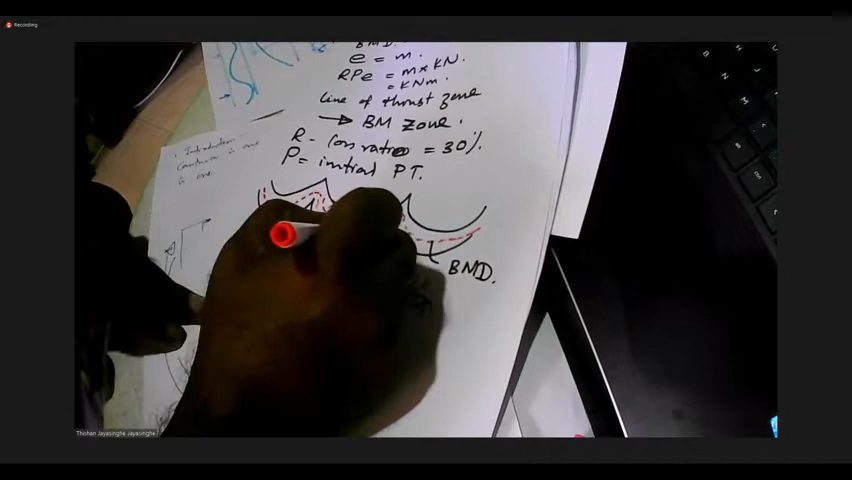 Recording
BMD.
e = m.
RPe = m x kN.
= kNm.
Line of thrust zone
→ BM zone.
R - loss ratio = 30%.
P = initial PT.
Introduction
BMD.
Thishan Jayasinghe Jayasinghe